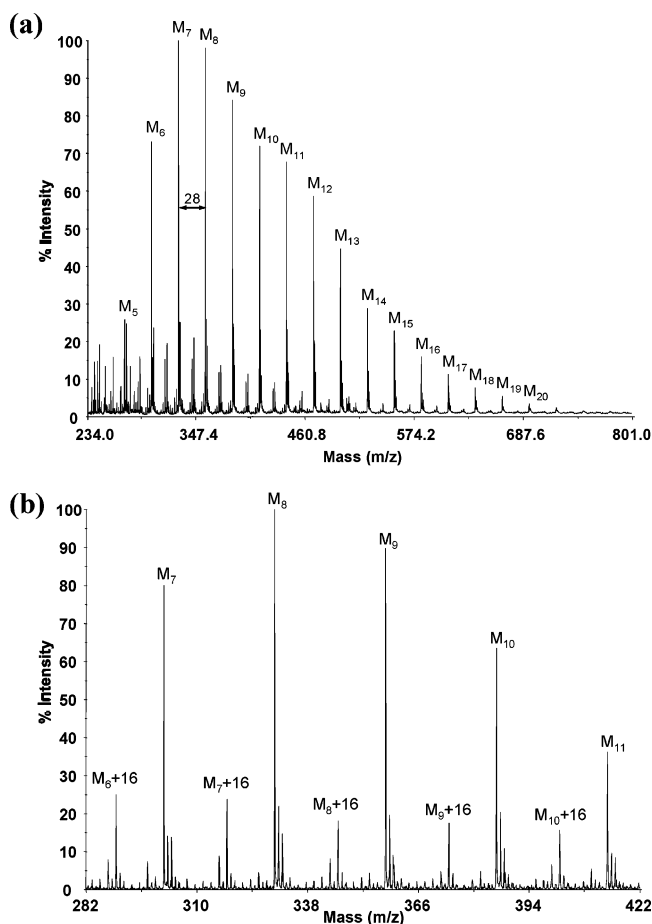 (a)
% Intensity
100
90
80
70
60
50
40
30
20
10
0
M5
M6
M7
M8
M9
M10
M11
M12
M13
M14
M15
M16
M17
M18
M19
M20
28
234.0 347.4 460.8 574.2 687.6 801.0
Mass (m/z)
(b)
% Intensity
100
90
80
70
60
50
40
30
20
10
0
M6+16
M7
M7+16
M8
M8+16
M9
M9+16
M10
M10+16
M11
282 310 338 366 394 422
Mass (m/z)